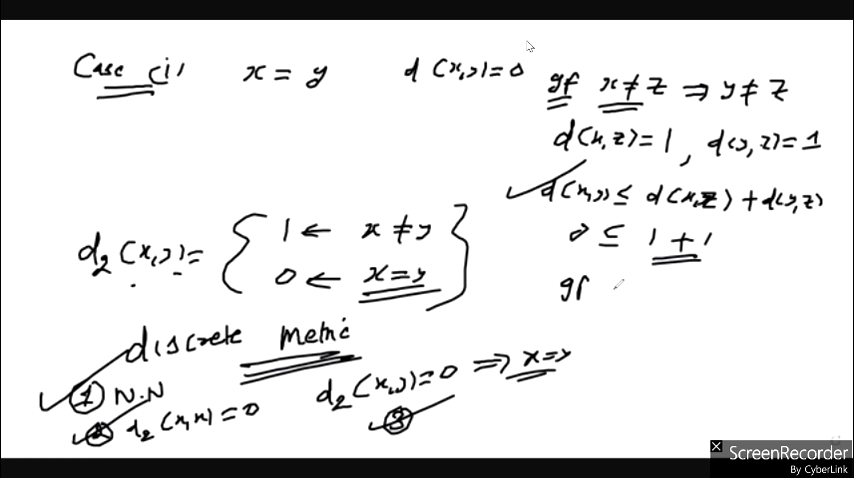 Case (i) x = y d(x,y)=0
If x ≠ z ⇒ y ≠ z
d(x,z)=1, d(y,z)=1
d(x,y) ≤ d(x,z) + d(y,z)
0 ≤ 1 + 1
If
d₂(x,y) = { 1 ← x ≠ y
0 ← x = y }
discrete Metric
① N.N
② d₂(x,x)=0
d₂(x,y)=0 ⇒ x=y
③
ScreenRecorder
By CyberLink